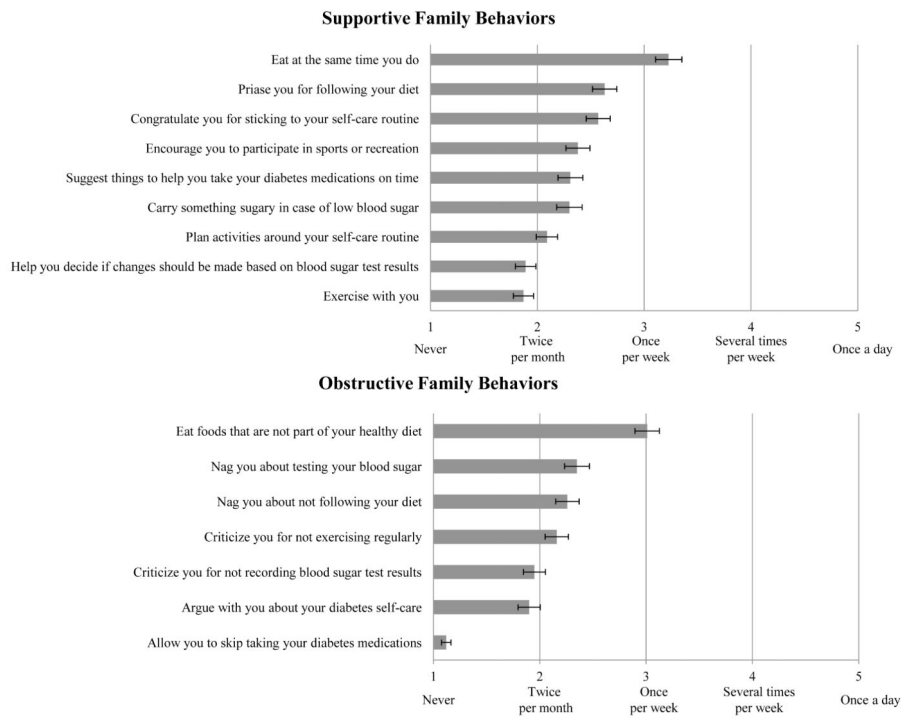 Supportive Family Behaviors
Eat at the same time you do
Priase you for following your diet
Congratulate you for sticking to your self-care routine
Encourage you to participate in sports or recreation
Suggest things to help you take your diabetes medications on time
Carry something sugary in case of low blood sugar
Plan activities around your self-care routine
Help you decide if changes should be made based on blood sugar test results
Exercise with you
1 2 3 4 5
Never Twice per month Once per week Several times per week Once a day
Obstructive Family Behaviors
Eat foods that are not part of your healthy diet
Nag you about testing your blood sugar
Nag you about not following your diet
Criticize you for not exercising regularly
Criticize you for not recording blood sugar test results
Argue with you about your diabetes self-care
Allow you to skip taking your diabetes medications
1 2 3 4 5
Never Twice per month Once per week Several times per week Once a day